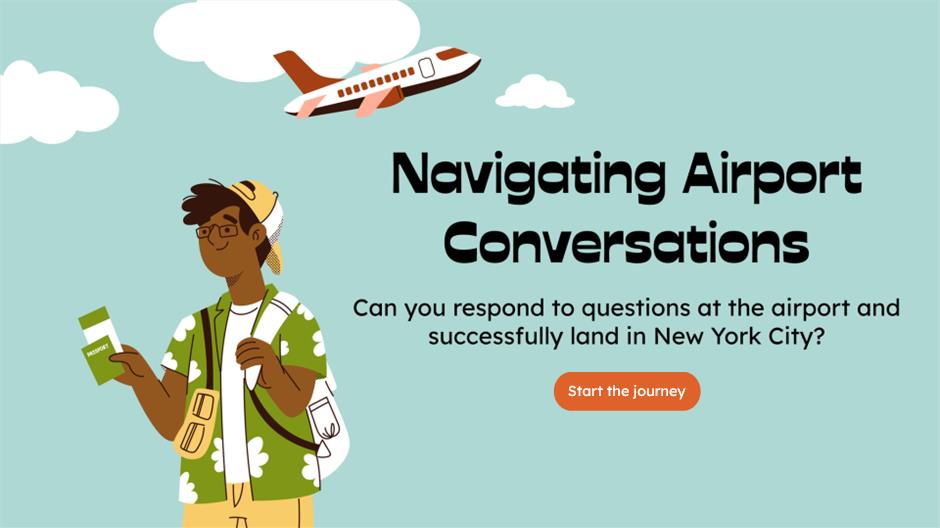 Navigating Airport
Conversations
Can you respond to questions at the airport and
successfully land in New York City?
Start the journey
PASSPORT